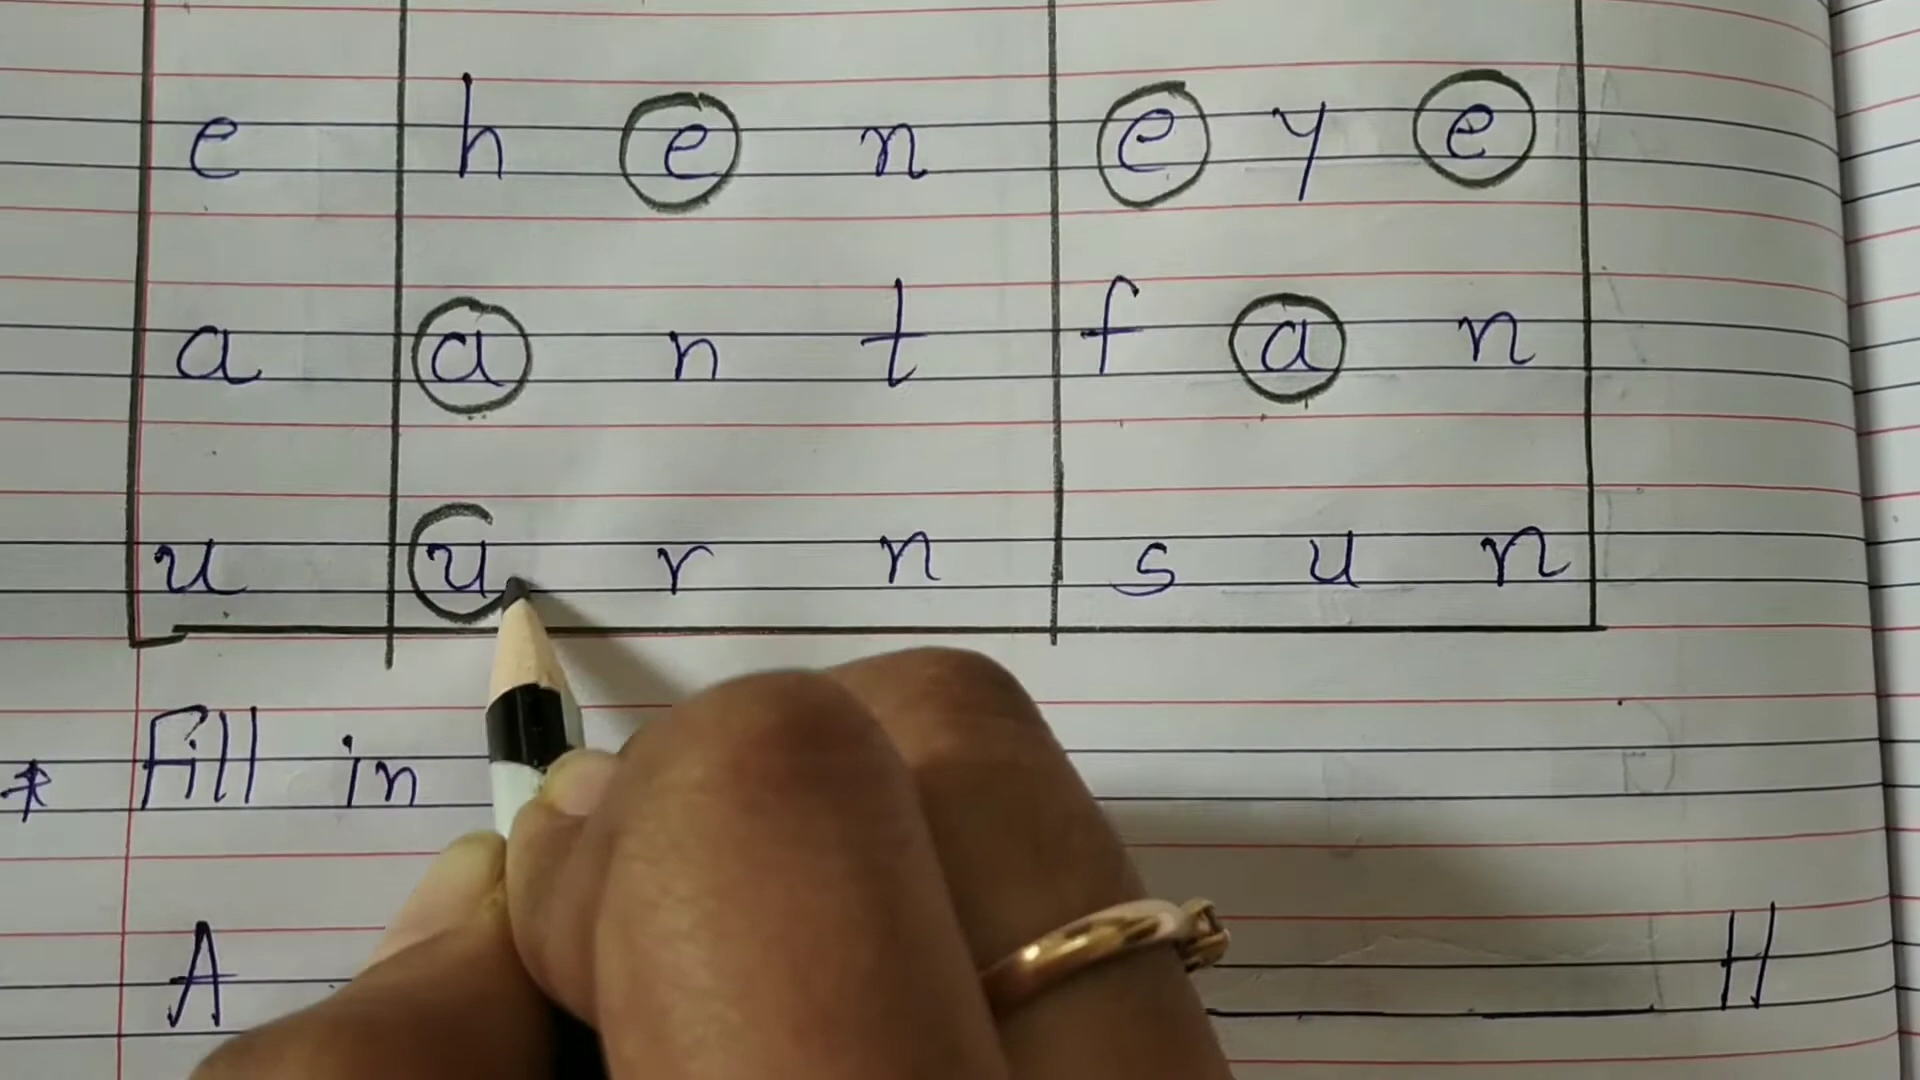 e h e n e y e
a a n t f a n
u u r n s u n
* Fill in
A H